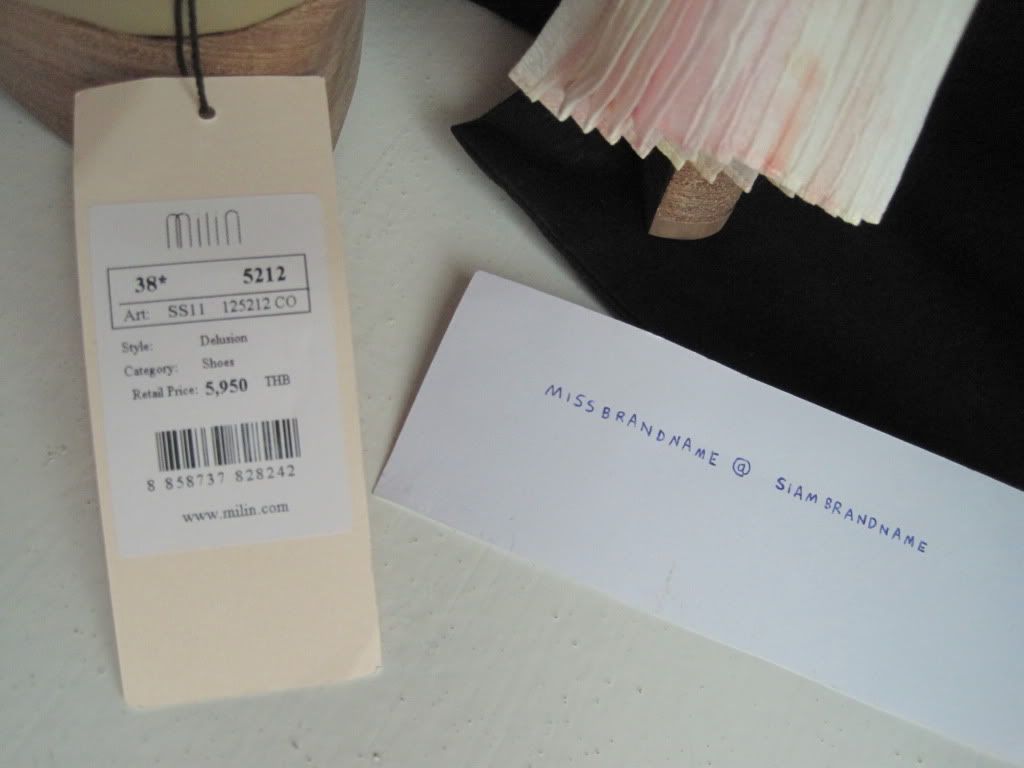 milin
38* 5212
Art: SS11 125212 CO
Style: Delusion
Category: Shoes
Retail Price: 5,950 THB
8 858737 828242
www.milin.com
MISSBRANDNAME @ SIAMBRANDNAME